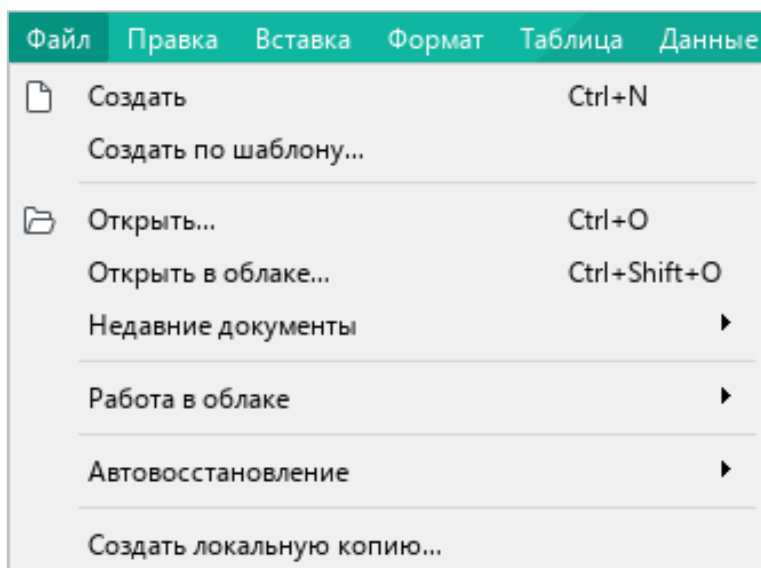 Файл Правка Вставка Формат Таблица Данные
Создать Ctrl+N
Создать по шаблону...
Открыть... Ctrl+O
Открыть в облаке... Ctrl+Shift+O
Недавние документы
Работа в облаке
Автовосстановление
Создать локальную копию...